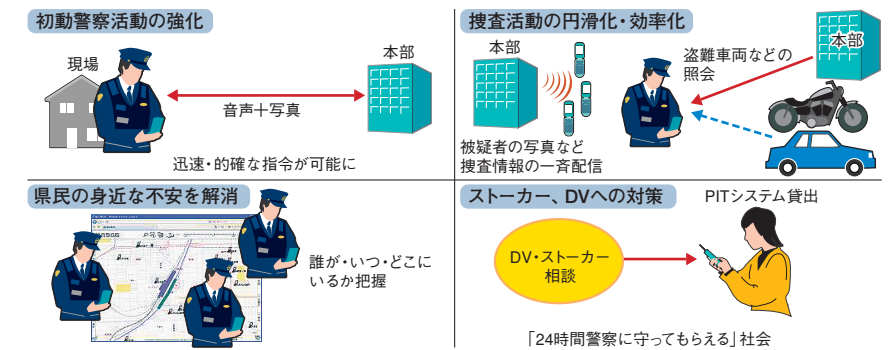 初動警察活動の強化
現場
本部
音声＋写真
迅速・的確な指令が可能に
捜査活動の円滑化・効率化
本部
盗難車両などの
照会
本部
被疑者の写真など
捜査情報の一斉配信
県民の身近な不安を解消
誰が・いつ・どこに
いるか把握
ストーカー、DVへの対策
PITシステム貸出
DV・ストーカー
相談
「24時間警察に守ってもらえる」社会